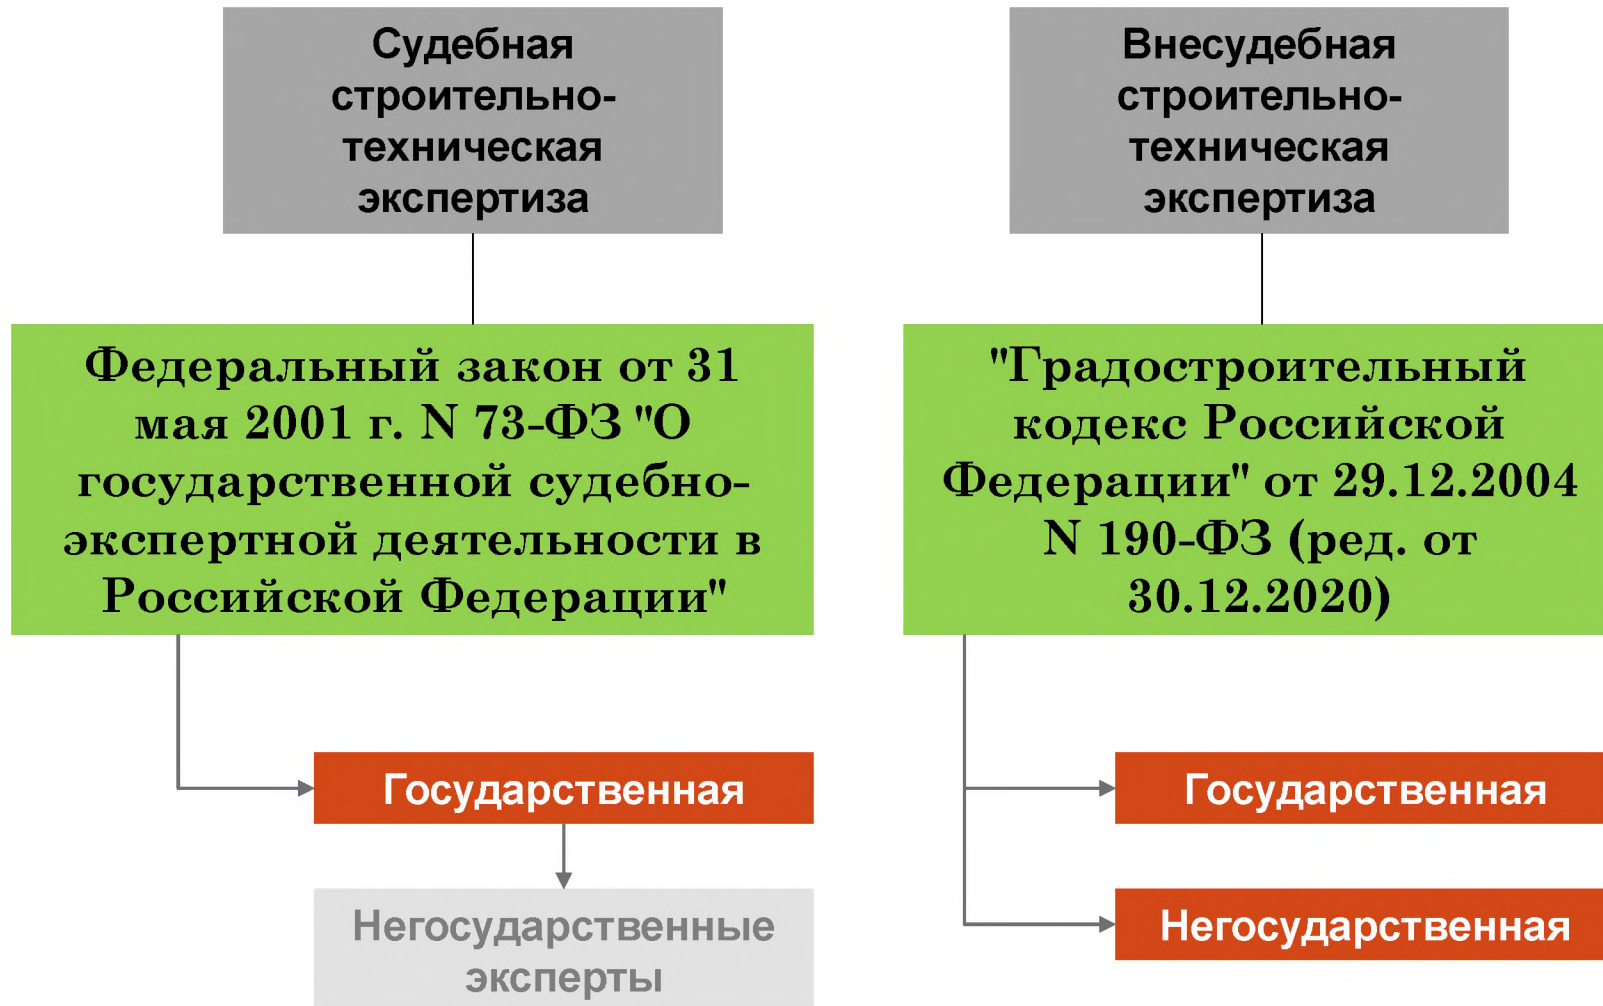 Судебная
строительно-
техническая
экспертиза
Федеральный закон от 31
мая 2001 г. N 73-ФЗ "О
государственной судебно-
экспертной деятельности в
Российской Федерации"
Государственная
Негосударственные
эксперты
Внесудебная
строительно-
техническая
экспертиза
"Градостроительный
кодекс Российской
Федерации" от 29.12.2004
N 190-ФЗ (ред. от
30.12.2020)
Государственная
Негосударственная